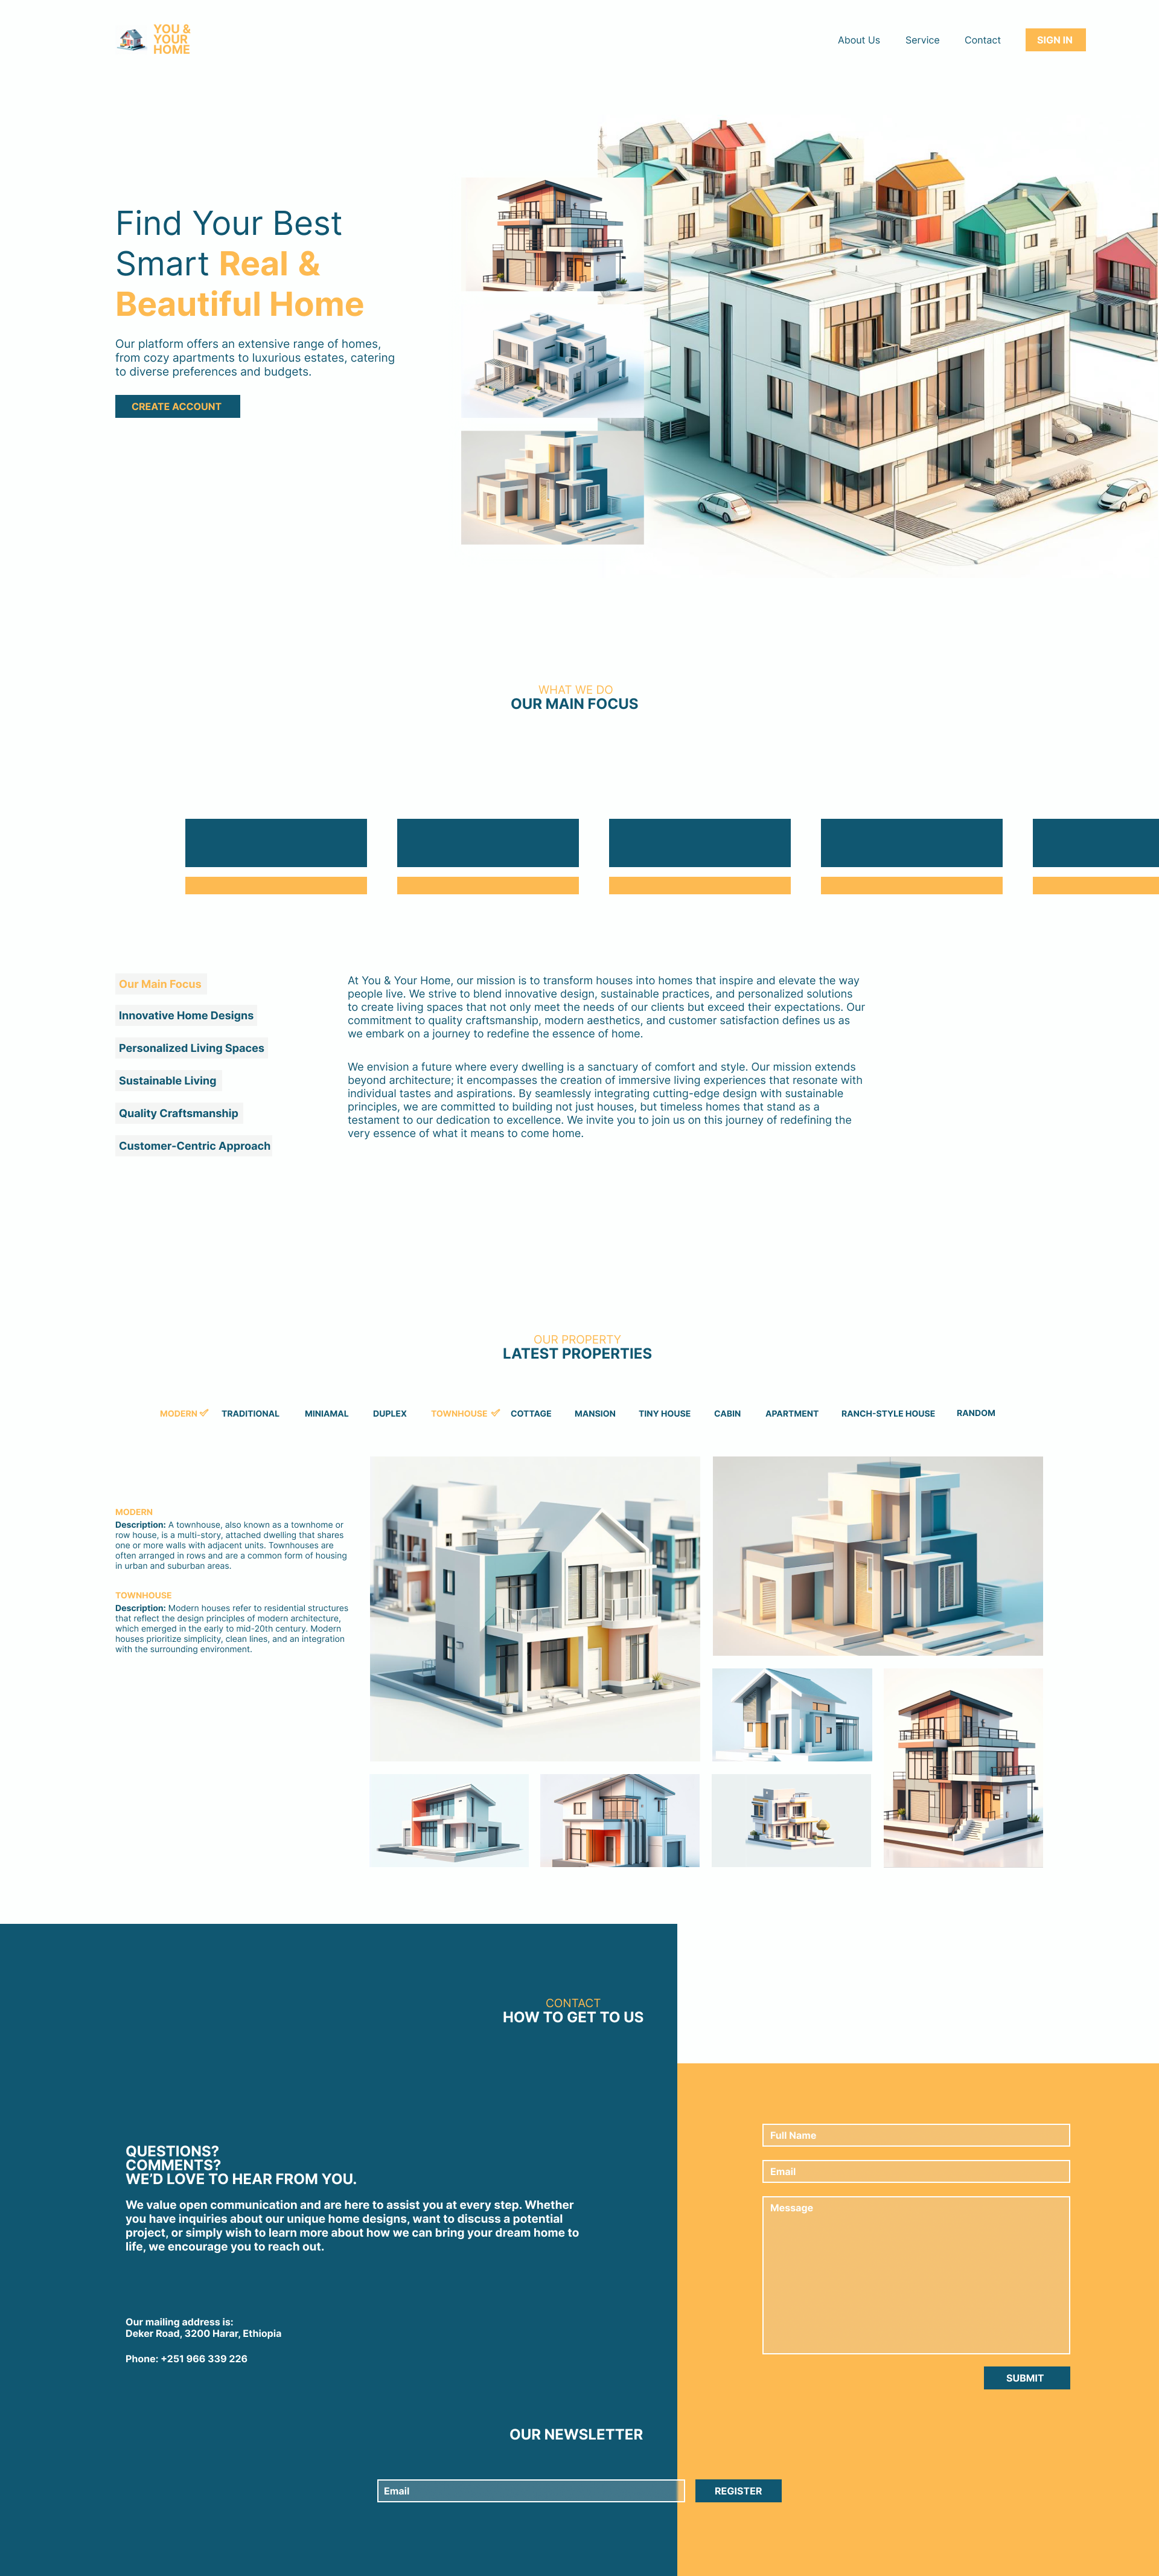 YOU &
YOUR
HOME
About Us
Service
Contact
SIGN IN
Find Your Best
Smart Real &
Beautiful Home
Our platform offers an extensive range of homes,
from cozy apartments to luxurious estates, catering
to diverse preferences and budgets.
CREATE ACCOUNT
WHAT WE DO
OUR MAIN FOCUS
Our Main Focus
Innovative Home Designs
Personalized Living Spaces
Sustainable Living
Quality Craftsmanship
Customer-Centric Approach
At You & Your Home, our mission is to transform houses into homes that inspire and elevate the way
people live. We strive to blend innovative design, sustainable practices, and personalized solutions
to create living spaces that not only meet the needs of our clients but exceed their expectations. Our
commitment to quality craftsmanship, modern aesthetics, and customer satisfaction defines us as
we embark on a journey to redefine the essence of home.
We envision a future where every dwelling is a sanctuary of comfort and style. Our mission extends
beyond architecture; it encompasses the creation of immersive living experiences that resonate with
individual tastes and aspirations. By seamlessly integrating cutting-edge design with sustainable
principles, we are committed to building not just houses, but timeless homes that stand as a
testament to our dedication to excellence. We invite you to join us on this journey of redefining the
very essence of what it means to come home.
OUR PROPERTY
LATEST PROPERTIES
MODERN
TRADITIONAL
MINIAMAL
DUPLEX
TOWNHOUSE
COTTAGE
MANSION
TINY HOUSE
CABIN
APARTMENT
RANCH-STYLE HOUSE
RANDOM
MODERN
Description: A townhouse, also known as a townhome or
row house, is a multi-story, attached dwelling that shares
one or more walls with adjacent units. Townhouses are
often arranged in rows and are a common form of housing
in urban and suburban areas.
TOWNHOUSE
Description: Modern houses refer to residential structures
that reflect the design principles of modern architecture,
which emerged in the early to mid-20th century. Modern
houses prioritize simplicity, clean lines, and an integration
with the surrounding environment.
CONTACT
HOW TO GET TO US
QUESTIONS?
COMMENTS?
WE'D LOVE TO HEAR FROM YOU.
We value open communication and are here to assist you at every step. Whether
you have inquiries about our unique home designs, want to discuss a potential
project, or simply wish to learn more about how we can bring your dream home to
life, we encourage you to reach out.
Our mailing address is:
Deker Road, 3200 Harar, Ethiopia
Phone: +251 966 339 226
Full Name
Email
Message
SUBMIT
OUR NEWSLETTER
Email
REGISTER